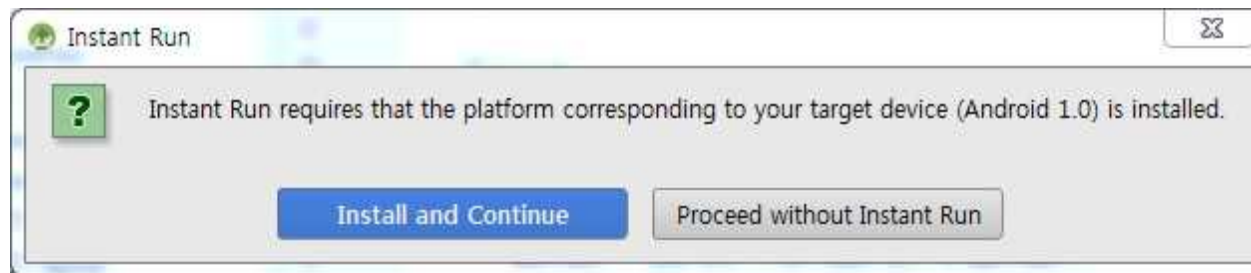 Instant Run
Instant Run requires that the platform corresponding to your target device (Android 1.0) is installed.
Install and Continue
Proceed without Instant Run